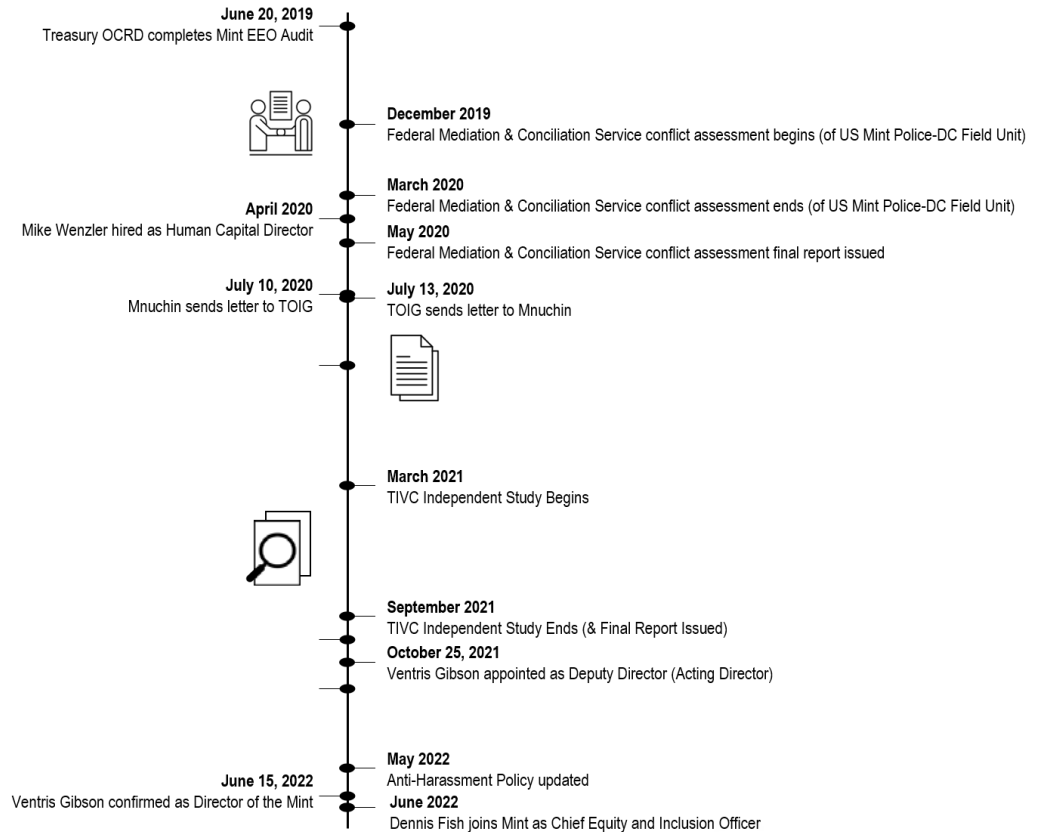 June 20, 2019
Treasury OCRD completes Mint EEO Audit
December 2019
Federal Mediation & Conciliation Service conflict assessment begins (of US Mint Police-DC Field Unit)
March 2020
Federal Mediation & Conciliation Service conflict assessment ends (of US Mint Police-DC Field Unit)
April 2020
Mike Wenzler hired as Human Capital Director
May 2020
Federal Mediation & Conciliation Service conflict assessment final report issued
July 10, 2020
Mnuchin sends letter to TOIG
July 13, 2020
TOIG sends letter to Mnuchin
March 2021
TIVC Independent Study Begins
September 2021
TIVC Independent Study Ends (& Final Report Issued)
October 25, 2021
Ventris Gibson appointed as Deputy Director (Acting Director)
May 2022
Anti-Harassment Policy updated
June 15, 2022
Ventris Gibson confirmed as Director of the Mint
June 2022
Dennis Fish joins Mint as Chief Equity and Inclusion Officer